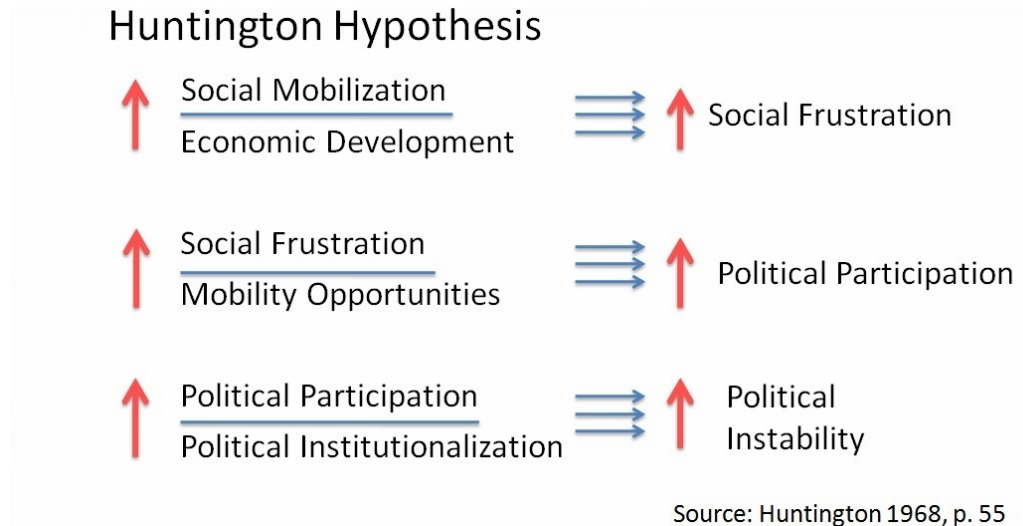 Huntington Hypothesis
Social Mobilization
Economic Development
Social Frustration
Social Frustration
Mobility Opportunities
Political Participation
Political Participation
Political Institutionalization
Political
Instability
Source: Huntington 1968, p. 55